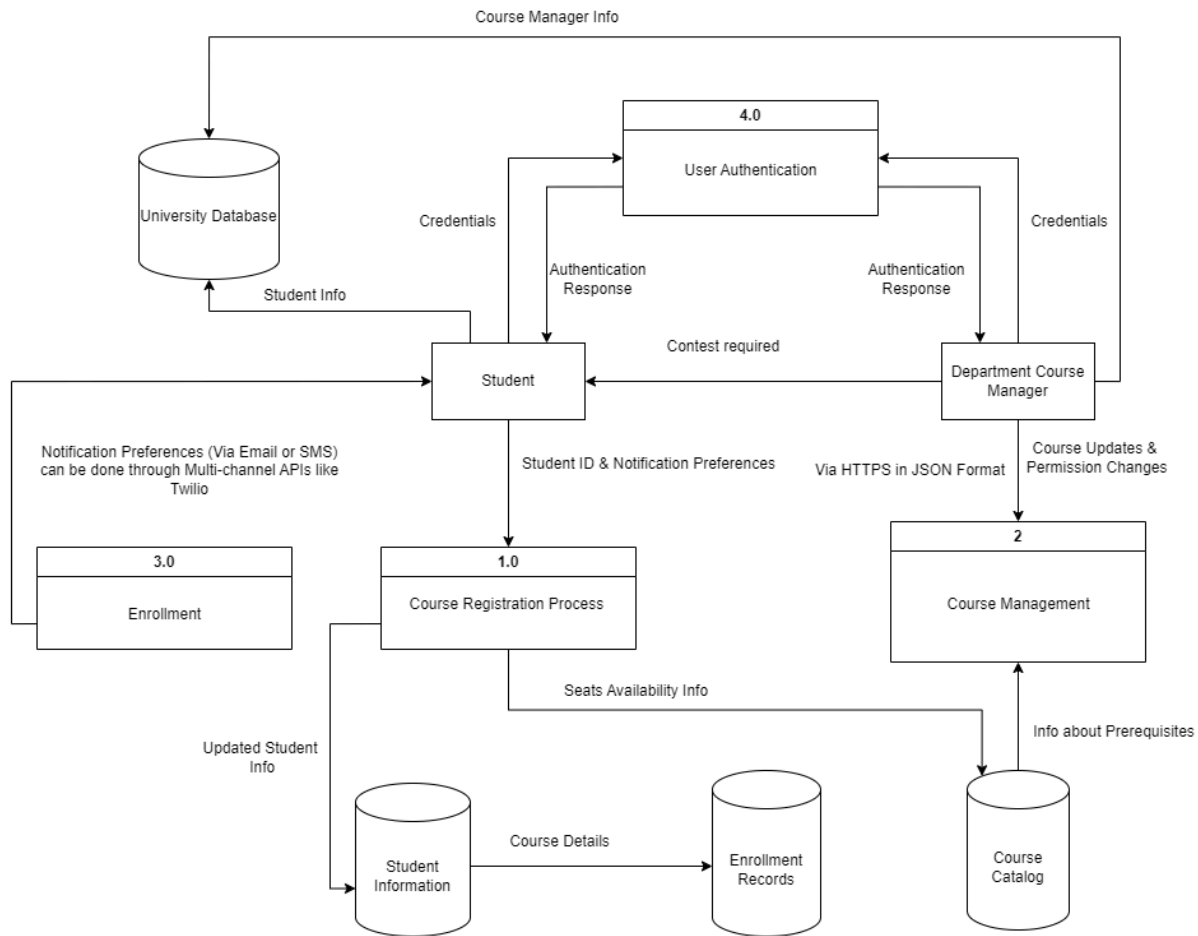 Course Manager Info
4.0
User Authentication
University Database
Credentials
Credentials
Authentication
Response
Authentication
Response
Student Info
Contest required
Student
Department Course
Manager
Notification Preferences (Via Email or SMS)
can be done through Multi-channel APIs like
Twilio
Student ID & Notification Preferences
Via HTTPS in JSON Format
Course Updates &
Permission Changes
3.0
Enrollment
1.0
Course Registration Process
2
Course Management
Seats Availability Info
Updated Student
Info
Info about Prerequisites
Student
Information
Course Details
Enrollment
Records
Course
Catalog